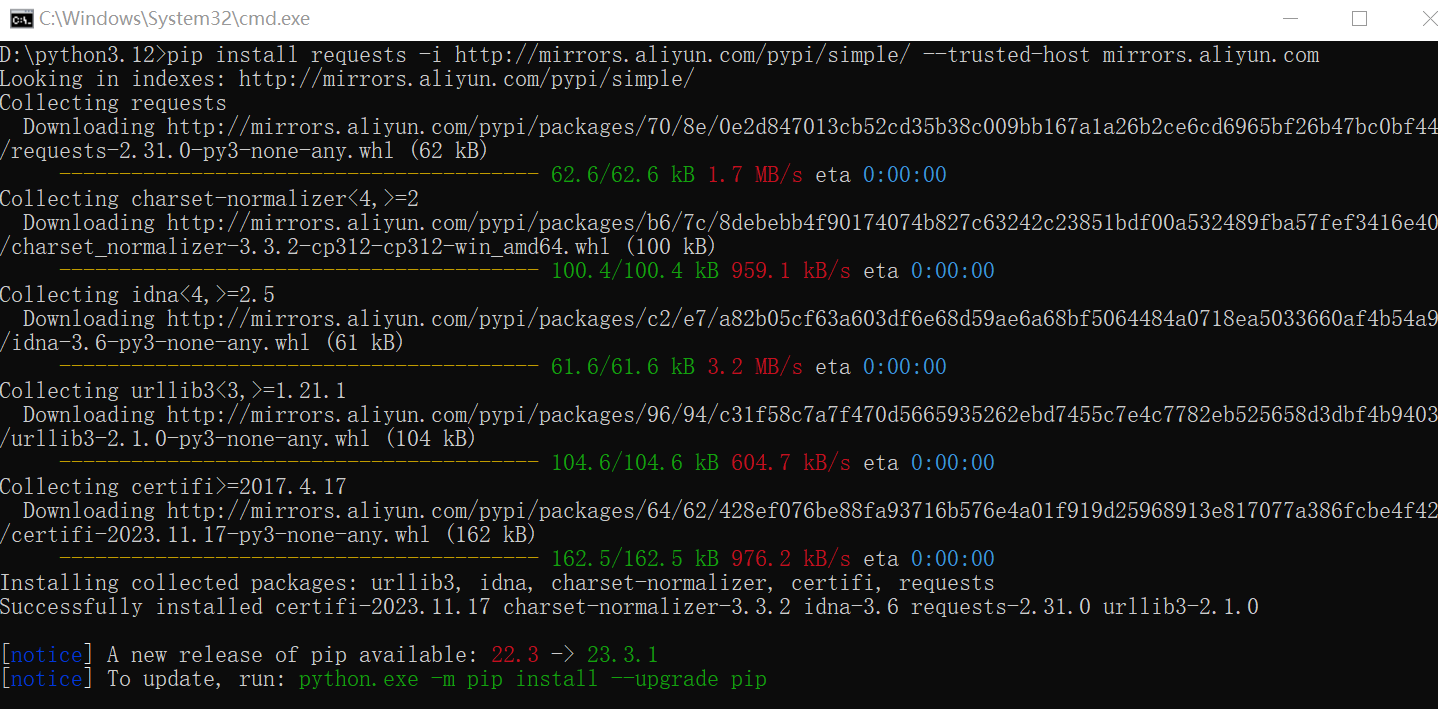 C:\Windows\System32\cmd.exe
D:\python3.12>pip install requests -i http://mirrors.aliyun.com/pypi/simple/ --trusted-host mirrors.aliyun.com
Looking in indexes: http://mirrors.aliyun.com/pypi/simple/
Collecting requests
  Downloading http://mirrors.aliyun.com/pypi/packages/70/8e/0e2d847013cb52cd35b38c009bb167a1a26b2ce6cd6965bf26b47bc0bf44
/requests-2.31.0-py3-none-any.whl (62 kB)
     ---------------------------------------- 62.6/62.6 kB 1.7 MB/s eta 0:00:00
Collecting charset-normalizer<4,>=2
  Downloading http://mirrors.aliyun.com/pypi/packages/b6/7c/8debebb4f90174074b827c63242c23851bdf00a532489fba57fef3416e40
/charset_normalizer-3.3.2-cp312-cp312-win_amd64.whl (100 kB)
     ---------------------------------------- 100.4/100.4 kB 959.1 kB/s eta 0:00:00
Collecting idna<4,>=2.5
  Downloading http://mirrors.aliyun.com/pypi/packages/c2/e7/a82b05cf63a603df6e68d59ae6a68bf5064484a0718ea5033660af4b54a9
/idna-3.6-py3-none-any.whl (61 kB)
     ---------------------------------------- 61.6/61.6 kB 3.2 MB/s eta 0:00:00
Collecting urllib3<3,>=1.21.1
  Downloading http://mirrors.aliyun.com/pypi/packages/96/94/c31f58c7a7f470d5665935262ebd7455c7e4c7782eb525658d3dbf4b9403
/urllib3-2.1.0-py3-none-any.whl (104 kB)
     ---------------------------------------- 104.6/104.6 kB 604.7 kB/s eta 0:00:00
Collecting certifi>=2017.4.17
  Downloading http://mirrors.aliyun.com/pypi/packages/64/62/428ef076be88fa93716b576e4a01f919d25968913e817077a386fcbe4f42
/certifi-2023.11.17-py3-none-any.whl (162 kB)
     ---------------------------------------- 162.5/162.5 kB 976.2 kB/s eta 0:00:00
Installing collected packages: urllib3, idna, charset-normalizer, certifi, requests
Successfully installed certifi-2023.11.17 charset-normalizer-3.3.2 idna-3.6 requests-2.31.0 urllib3-2.1.0
[notice] A new release of pip available: 22.3 -> 23.3.1
[notice] To update, run: python.exe -m pip install --upgrade pip